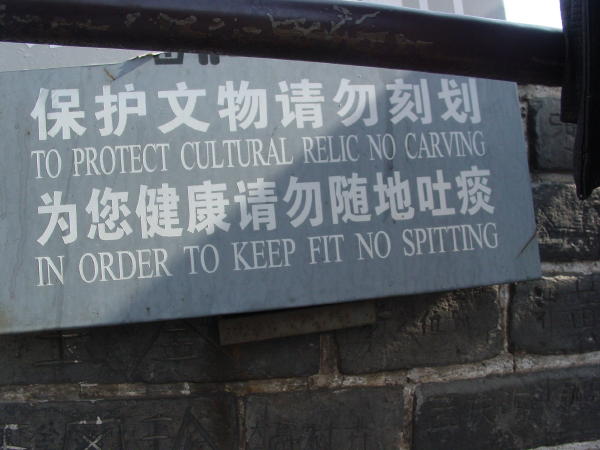 保护文物请勿刻划
TO PROTECT CULTURAL RELIC NO CARVING
为您健康请勿随地吐痰
IN ORDER TO KEEP FIT NO SPITTING